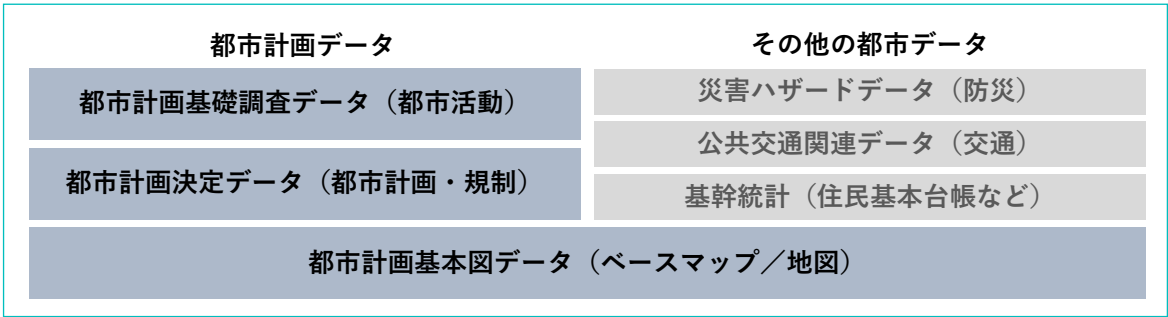 都市計画データ
都市計画基礎調査データ（都市活動）
都市計画決定データ（都市計画・規制）
その他の都市データ
災害ハザードデータ（防災）
公共交通関連データ（交通）
基幹統計（住民基本台帳など）
都市計画基本図データ（ベースマップ／地図）